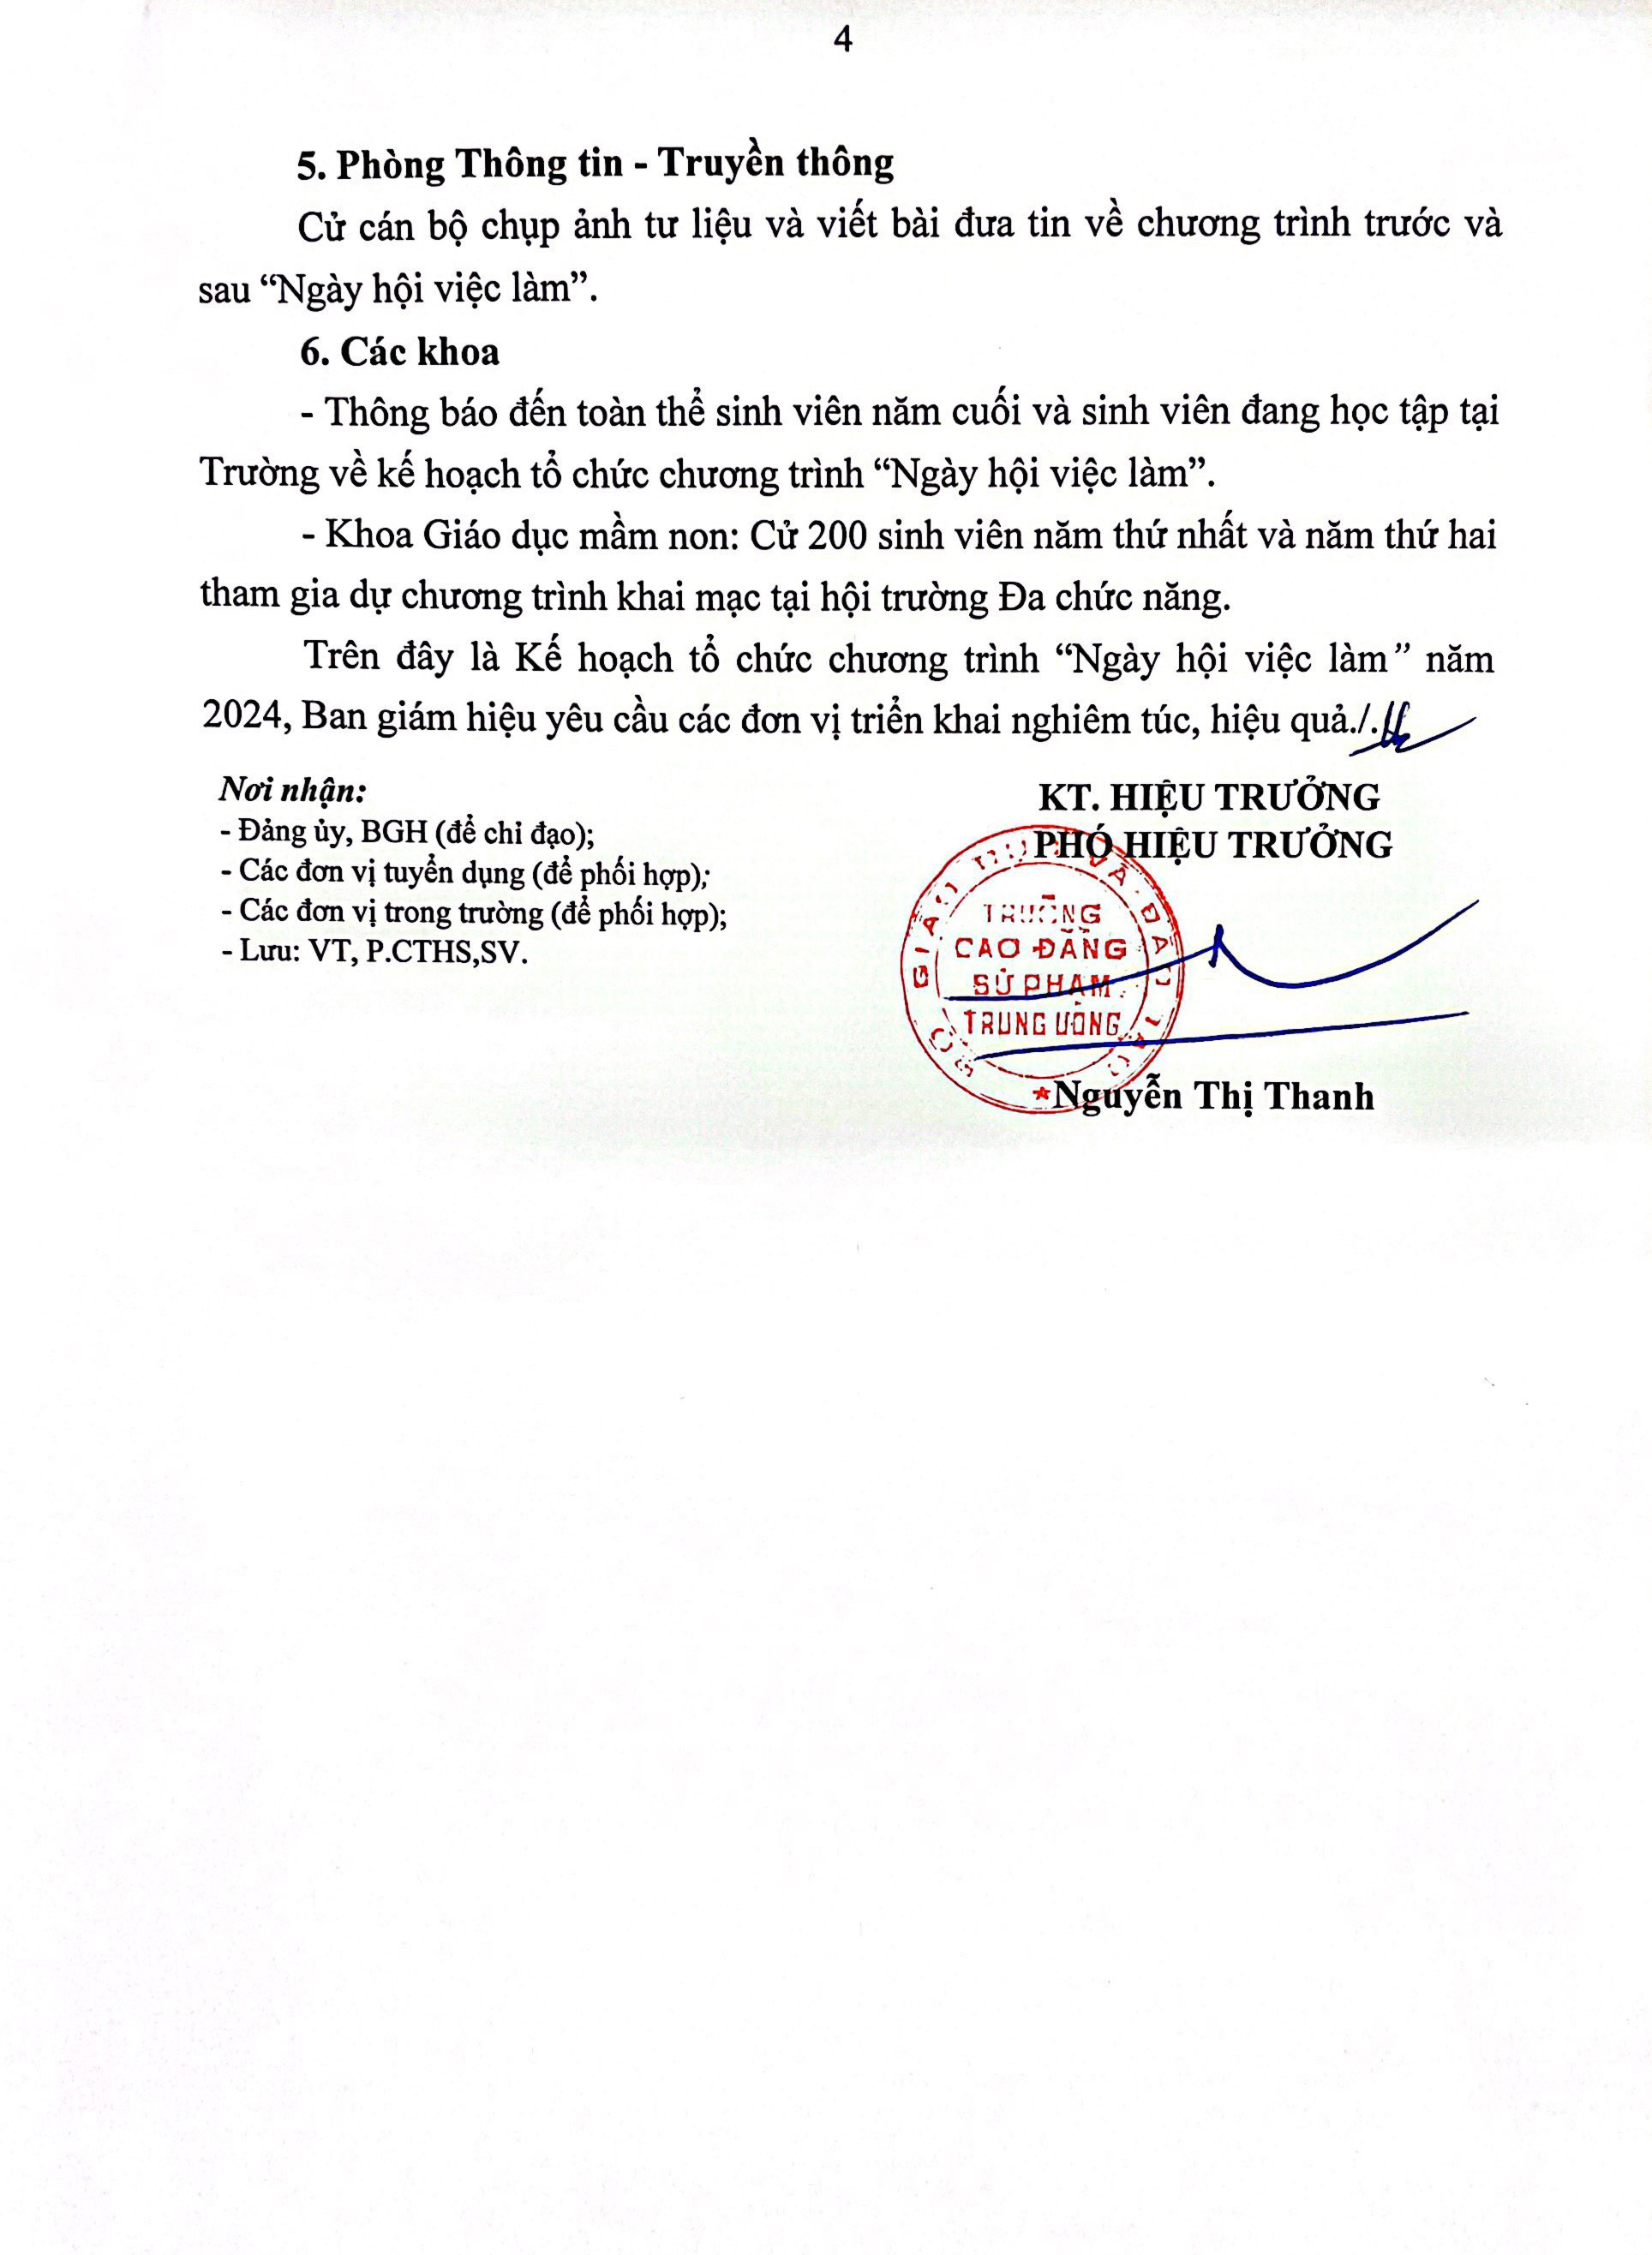 4
5. Phòng Thông tin - Truyền thông
Cử cán bộ chụp ảnh tư liệu và viết bài đưa tin về chương trình trước và
sau “Ngày hội việc làm”.
6. Các khoa
- Thông báo đến toàn thể sinh viên năm cuối và sinh viên đang học tập tại
Trường về kế hoạch tổ chức chương trình “Ngày hội việc làm”.
- Khoa Giáo dục mầm non: Cử 200 sinh viên năm thứ nhất và năm thứ hai
tham gia dự chương trình khai mạc tại hội trường Đa chức năng.
Trên đây là Kế hoạch tổ chức chương trình “Ngày hội việc làm” năm
2024, Ban giám hiệu yêu cầu các đơn vị triển khai nghiêm túc, hiệu quả./.
Nơi nhận:
- Đảng ủy, BGH (để chỉ đạo);
- Các đơn vị tuyển dụng (để phối hợp);
- Các đơn vị trong trường (để phối hợp);
- Lưu: VT, P.CTHS,SV.
KT. HIỆU TRƯỞNG
PHÓ HIỆU TRƯỞNG
TRƯỜNG
CAO ĐẲNG
SƯ PHẠM
TRUNG ƯƠNG
Nguyễn Thị Thanh